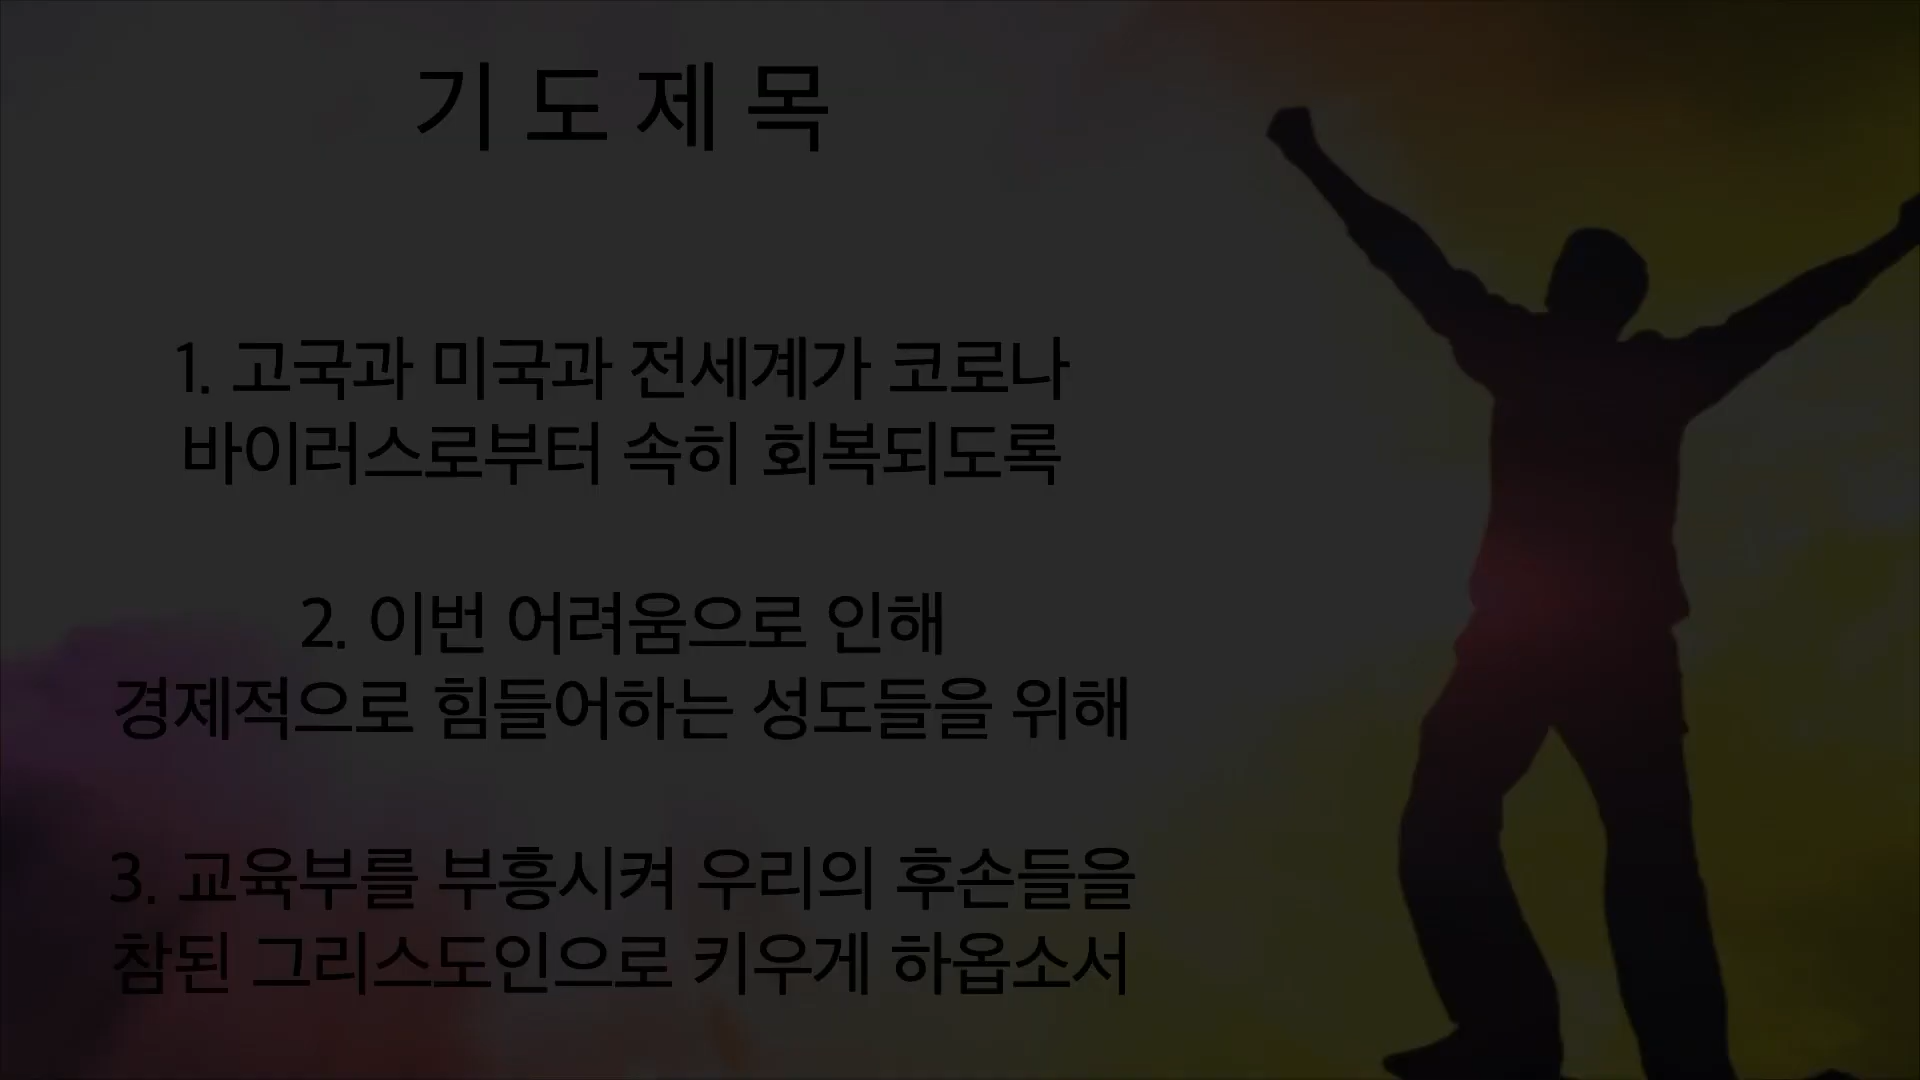 기 도 제 목
1. 고국과 미국과 전세계가 코로나
바이러스로부터 속히 회복되도록
2. 이번 어려움으로 인해
경제적으로 힘들어하는 성도들을 위해
3. 교육부를 부흥시켜 우리의 후손들을
참된 그리스도인으로 키우게 하옵소서